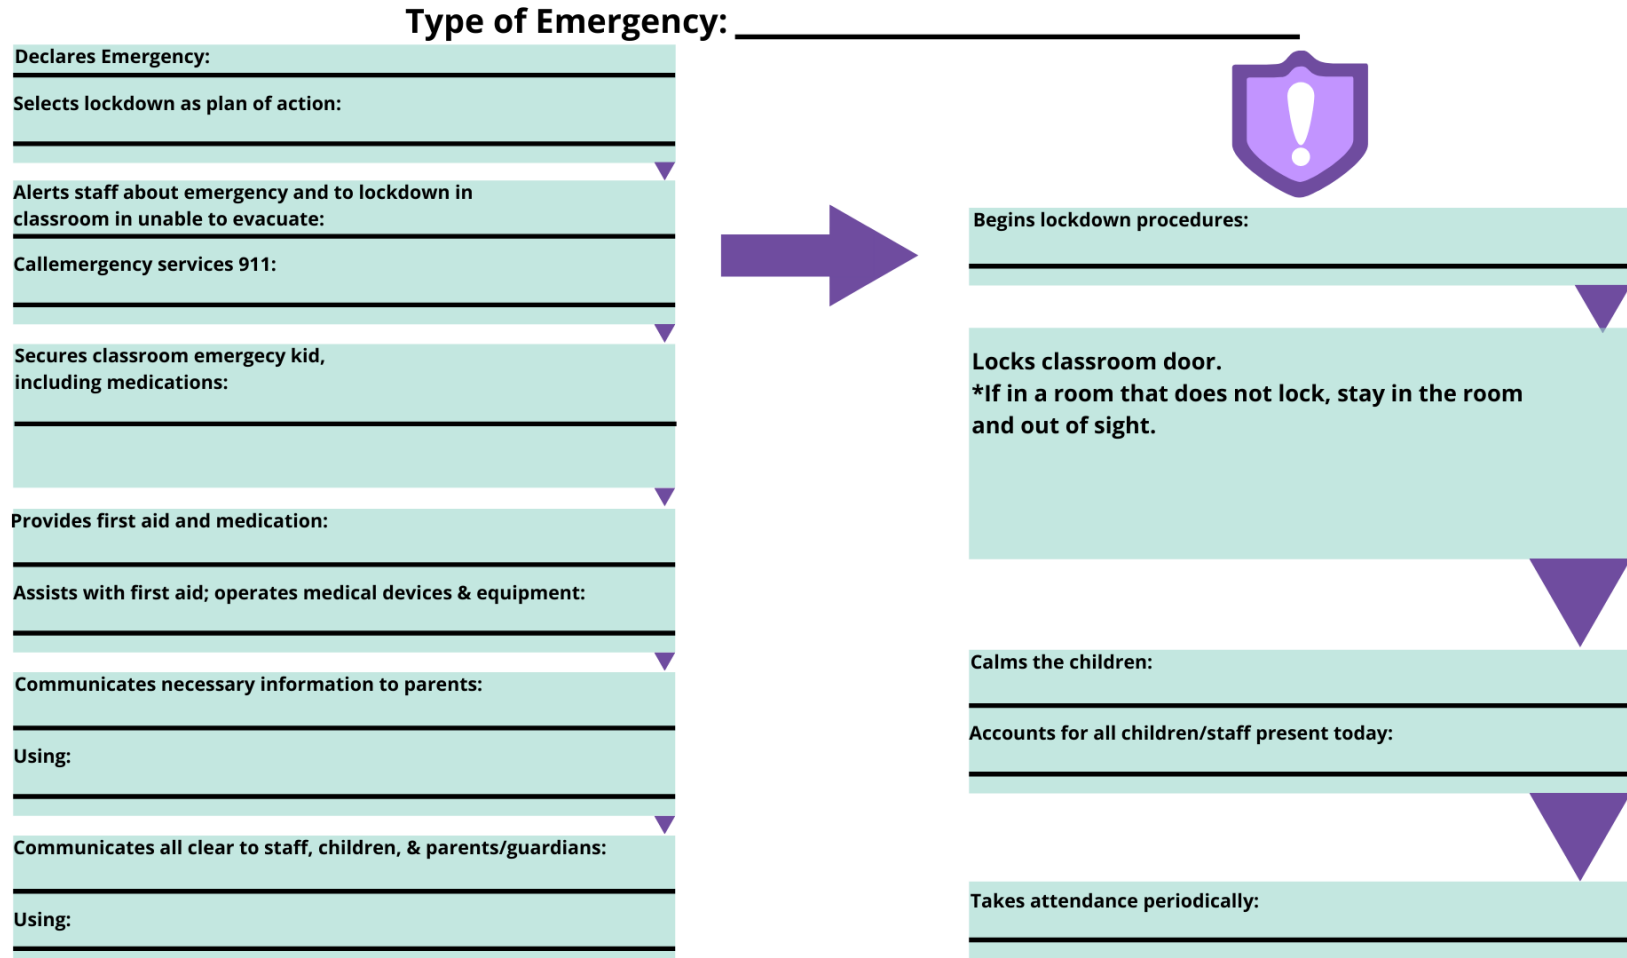 Type of Emergency:
Declares Emergency:
Selects lockdown as plan of action:
Alerts staff about emergency and to lockdown in
classroom in unable to evacuate:
Callemergency services 911:
Secures classroom emergecy kid,
including medications:
Provides first aid and medication:
Assists with first aid; operates medical devices & equipment:
Communicates necessary information to parents:
Using:
Communicates all clear to staff, children, & parents/guardians:
Using:
Begins lockdown procedures:
Locks classroom door.
*If in a room that does not lock, stay in the room
and out of sight.
Calms the children:
Accounts for all children/staff present today:
Takes attendance periodically: